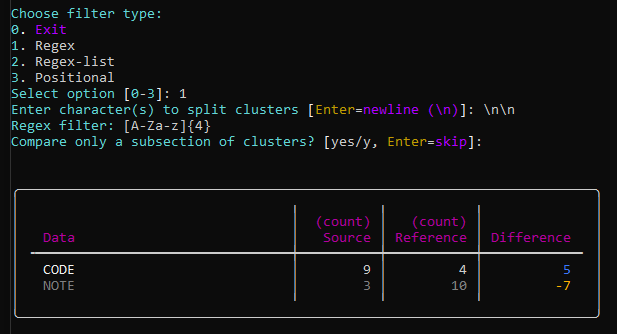 Choose filter type:
0. Exit
1. Regex
2. Regex-list
3. Positional
Select option [0-3]: 1
Enter character(s) to split clusters [Enter=newline (\n)]: \n\n
Regex filter: [A-Za-z]{4}
Compare only a subsection of clusters? [yes/y, Enter=skip]:
(count) (count)
Data Source Reference Difference
CODE 9 4 5
NOTE 3 10 -7